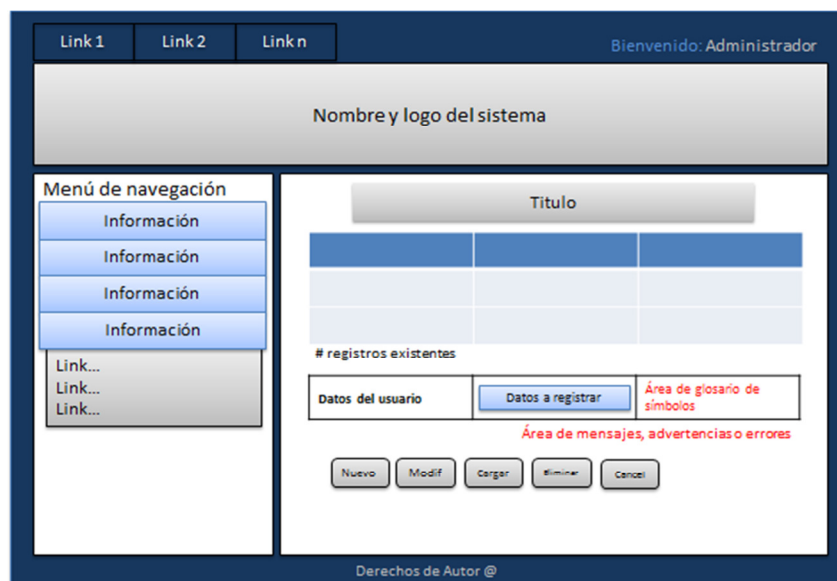 Link 1
Link 2
Link n
Bienvenido: Administrador
Nombre y logo del sistema
Menú de navegación
Información
Información
Información
Información
Link...
Link...
Link...
Titulo
# registros existentes
Datos del usuario
Datos a registrar
Área de glosario de
símbolos
Área de mensajes, advertencias o errores
Nuevo
Modif
Cargar
Eliminar
Cancel
Derechos de Autor @